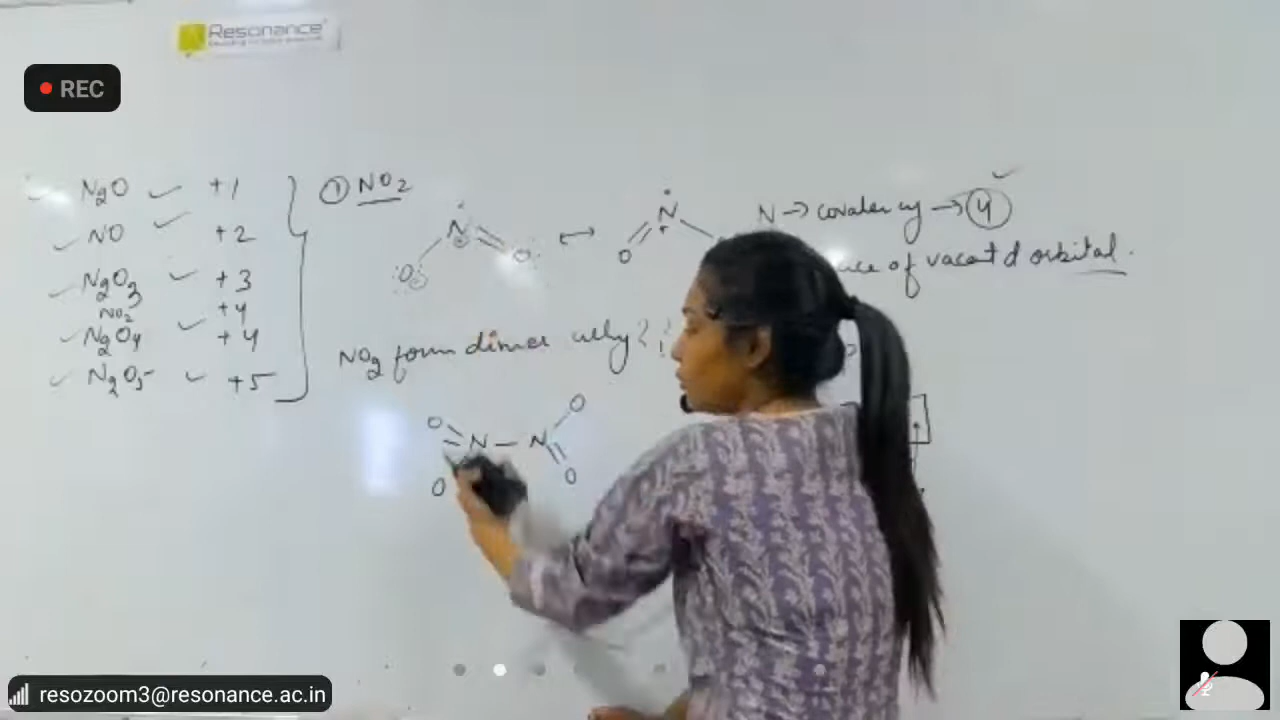 Resonance
REC
N2O +1
NO +2
N2O3 +3
NO2 +4
N2O4 +4
N2O5 +5
① NO2
N O O
↔
N O
N → covalency → 4
of vacant d orbital.
NO2 form dimer why??
O N — N O
O O
resozoom3@resonance.ac.in